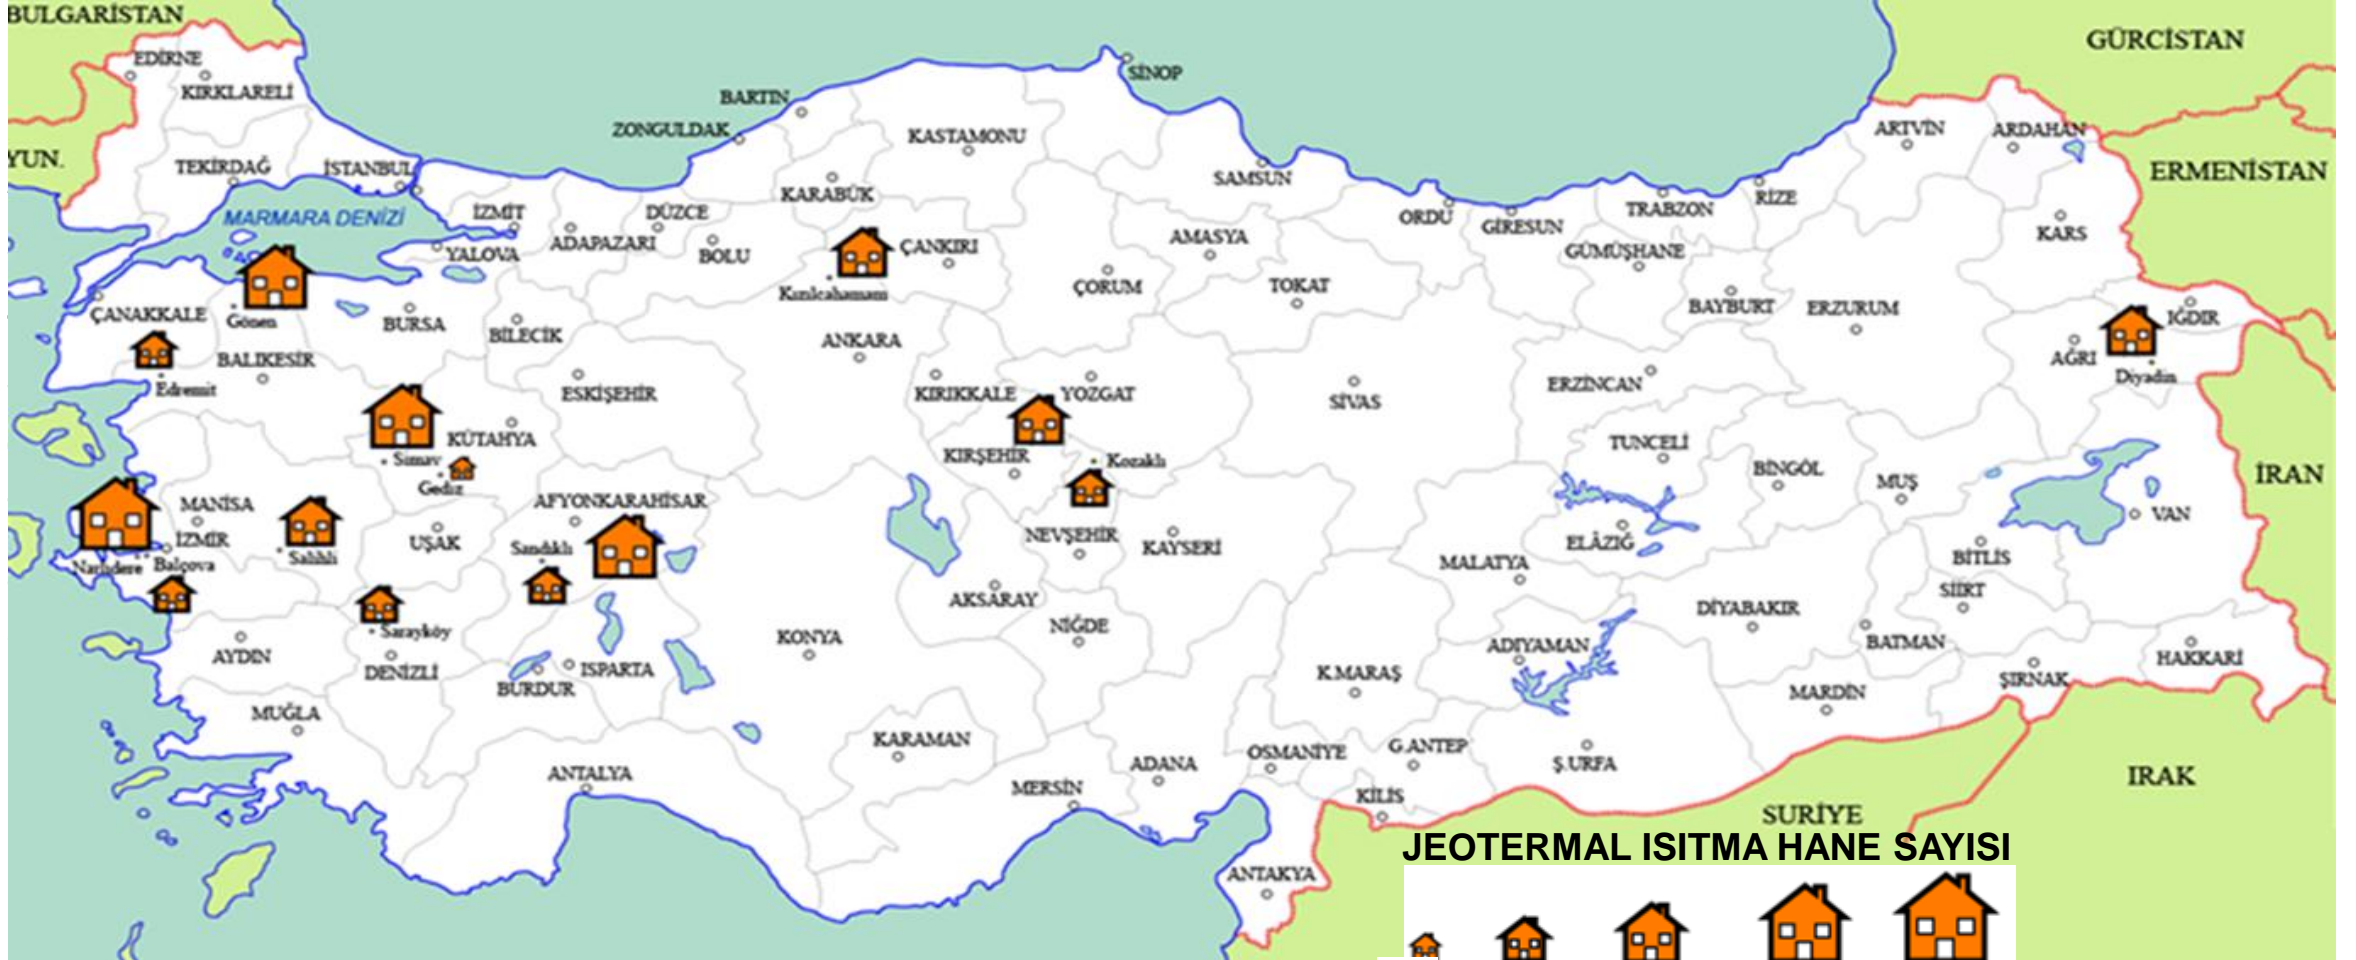 BULGARİSTAN
GÜRCİSTAN
EDİRNE
SİNOP
KIRKLARELİ
BARTIN
ZONGULDAK
KASTAMONU
ARTVİN
ARDAHAN
YUN.
TEKİRDAĞ
İSTANBUL
ERMENİSTAN
SAMSUN
KARABÜK
RİZE
TRABZON
MARMARA DENİZİ
İZMİT
DÜZCE
ORDU
GİRESUN
ADAPAZARI
AMASYA
KARS
ÇANKIRI
YALOVA
BOLU
GÜMÜŞHANE
ÇORUM
TOKAT
Kızılcahamam
BAYBURT
ERZURUM
ÇANAKKALE
Gönen
BURSA
IĞDIR
BİLECİK
ANKARA
BALIKESİR
AĞRI
Diyadin
Edremit
ESKİŞEHİR
KIRIKKALE
YOZGAT
ERZİNCAN
SİVAS
KÜTAHYA
TUNCELİ
Simav
KIRŞEHİR
Kozaklı
BİNGÖL
İRAN
Gediz
MUŞ
AFYONKARAHİSAR
MANİSA
VAN
İZMİR
UŞAK
Sandıklı
NEVŞEHİR
KAYSERİ
ELÂZIĞ
Salihli
BİTLİS
Narlıdere
Balçova
MALATYA
SİİRT
AKSARAY
DİYABAKIR
NİĞDE
Sarayköy
KONYA
ADIYAMAN
BATMAN
AYDIN
HAKKARİ
DENİZLİ
ISPARTA
K.MARAŞ
ŞIRNAK
BURDUR
MARDİN
MUĞLA
KARAMAN
G.ANTEP
OSMANİYE
ADANA
Ş.URFA
ANTALYA
IRAK
MERSİN
KİLİS
SURİYE
JEOTERMAL ISITMA HANE SAYISI
ANTAKYA